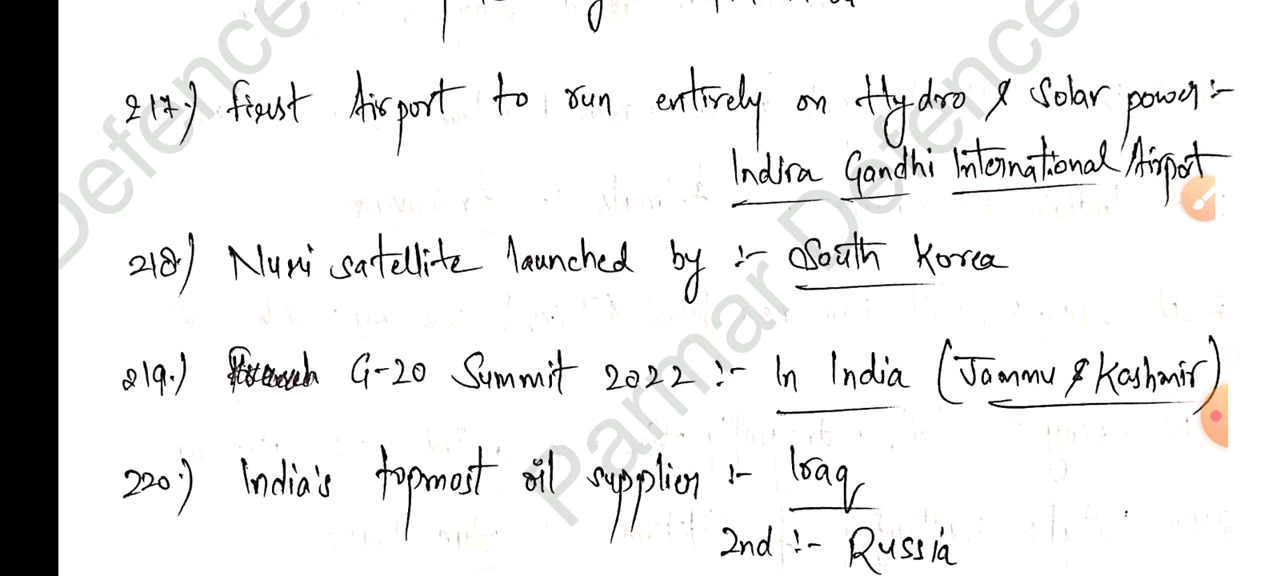 217.) first Airport to run entirely on Hydro & Solar power :-
Indira Gandhi International Airport
218.) Nuri satellite launched by :- South Korea
219.) G-20 Summit 2022 :- In India (Jammu & Kashmir)
220.) India's topmost oil supplier :- Iraq
2nd :- Russia
Defence
Parmar Defence